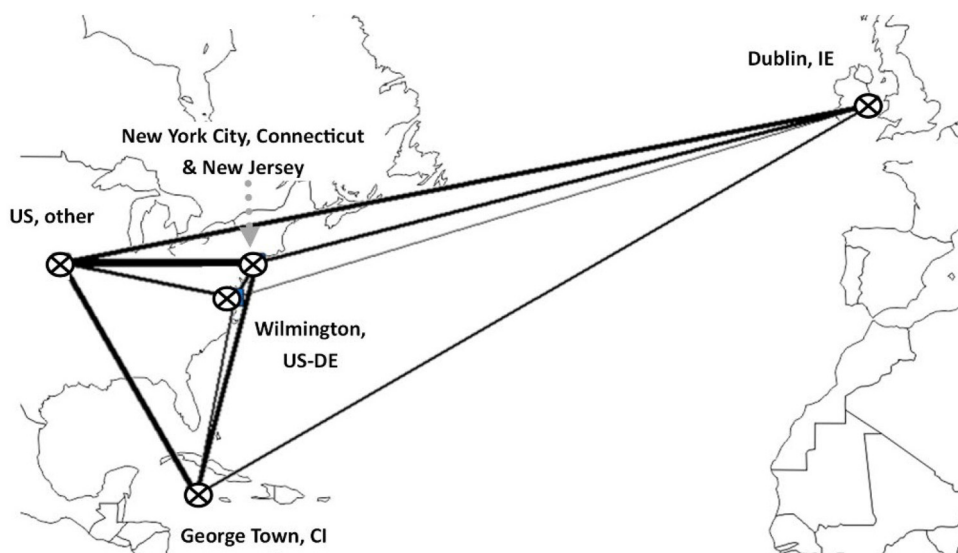 Dublin, IE
New York City, Connecticut
& New Jersey
US, other
Wilmington,
US-DE
George Town, CI